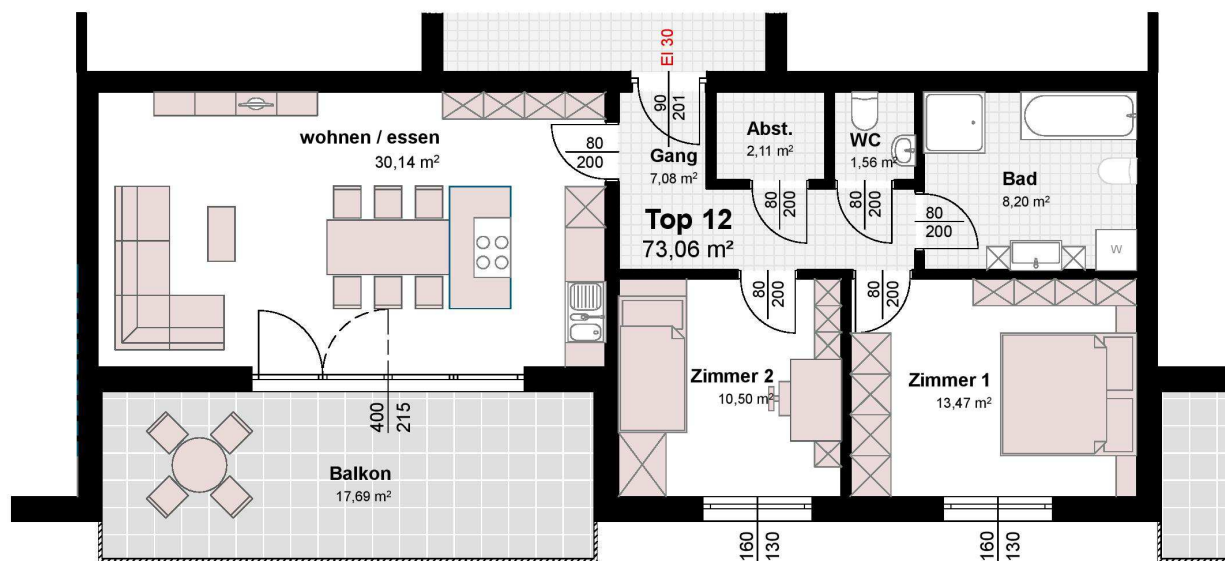 EI 30
90
201
wohnen / essen
30,14 m²
80
200
Gang
7,08 m²
Abst.
2,11 m²
WC
1,56 m²
Bad
8,20 m²
80
200
80
200
80
200
W
Top 12
73,06 m²
80
200
80
200
Zimmer 2
10,50 m²
Zimmer 1
13,47 m²
400
215
Balkon
17,69 m²
160
130
160
130